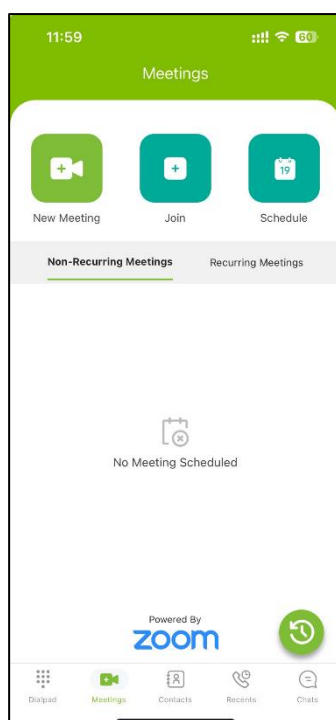 11:59 60
Meetings
New Meeting Join Schedule
19
Non-Recurring Meetings Recurring Meetings
No Meeting Scheduled
Powered By
zoom
Dialpad Meetings Contacts Recents Chats